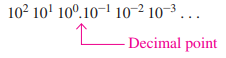 10² 10¹ 10⁰.10⁻¹ 10⁻² 10⁻³ . . .
Decimal point